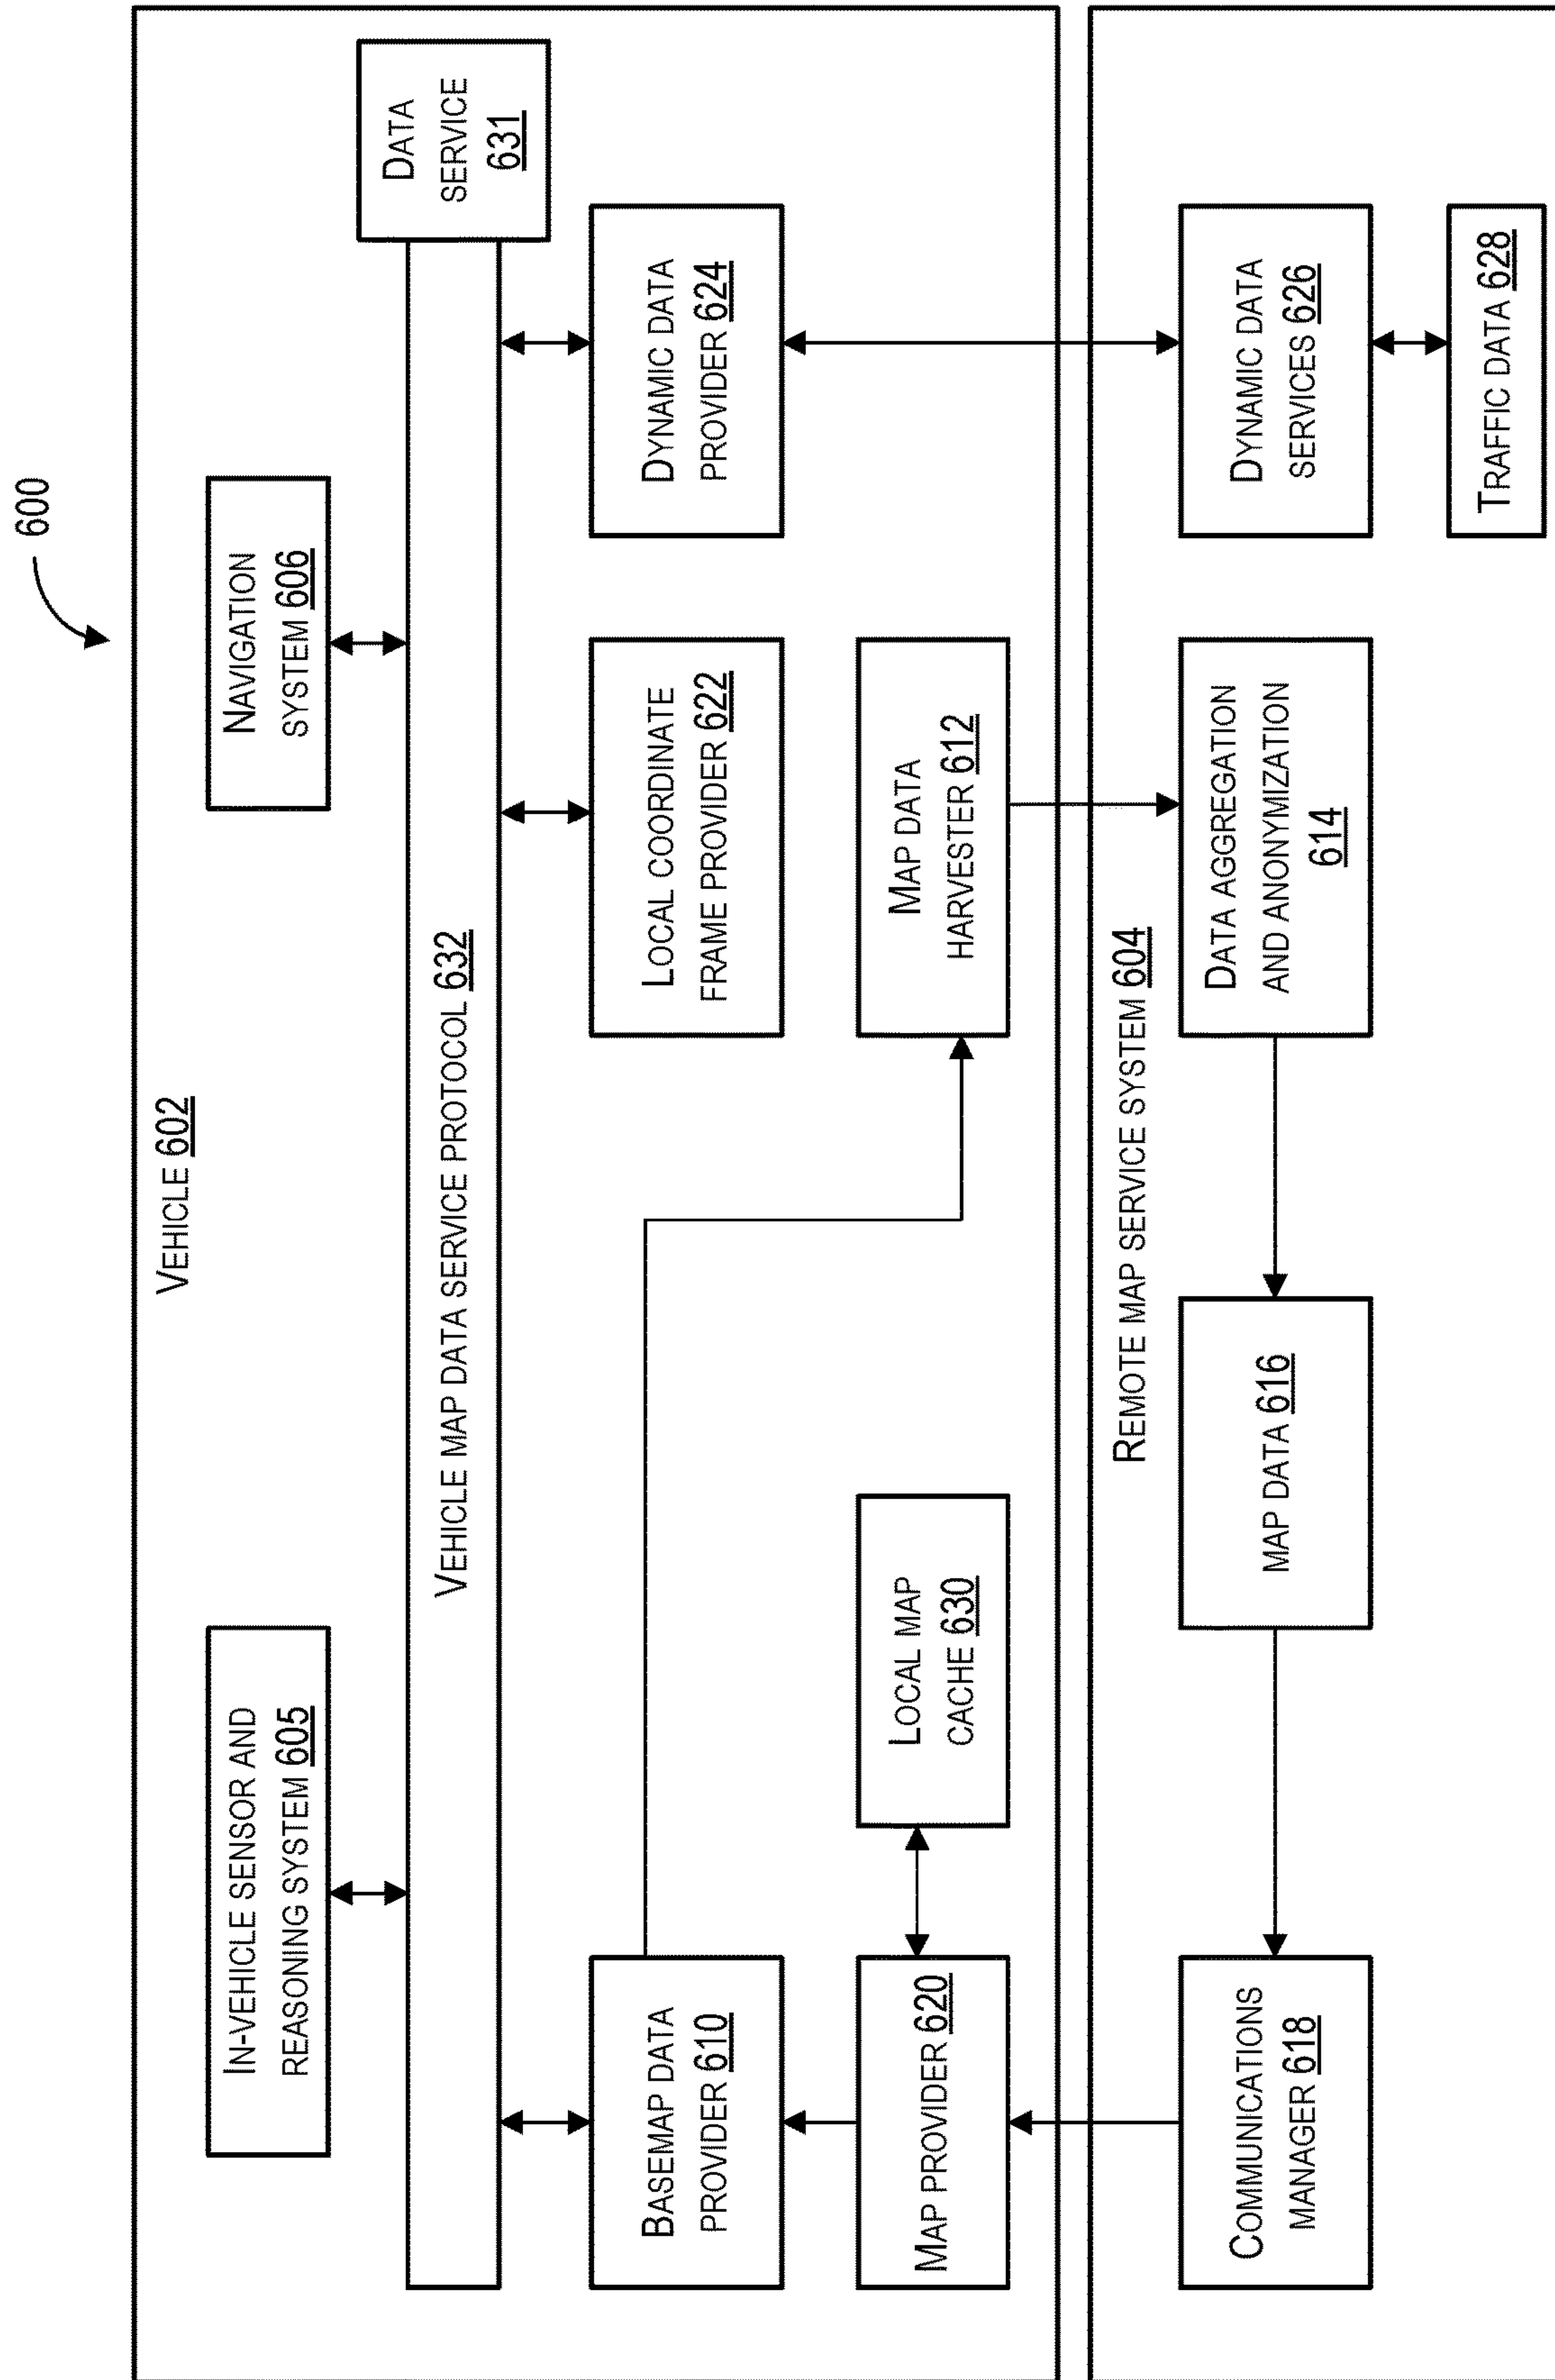 600
VEHICLE 602
IN-VEHICLE SENSOR AND
REASONING SYSTEM 605
NAVIGATION
SYSTEM 606
VEHICLE MAP DATA SERVICE PROTOCOL 632
DATA
SERVICE
631
BASEMAP DATA
PROVIDER 610
LOCAL COORDINATE
FRAME PROVIDER 622
DYNAMIC DATA
PROVIDER 624
MAP PROVIDER 620
LOCAL MAP
CACHE 630
MAP DATA
HARVESTER 612
REMOTE MAP SERVICE SYSTEM 604
COMMUNICATIONS
MANAGER 618
MAP DATA 616
DATA AGGREGATION
AND ANONYMIZATION
614
DYNAMIC DATA
SERVICES 626
TRAFFIC DATA 628